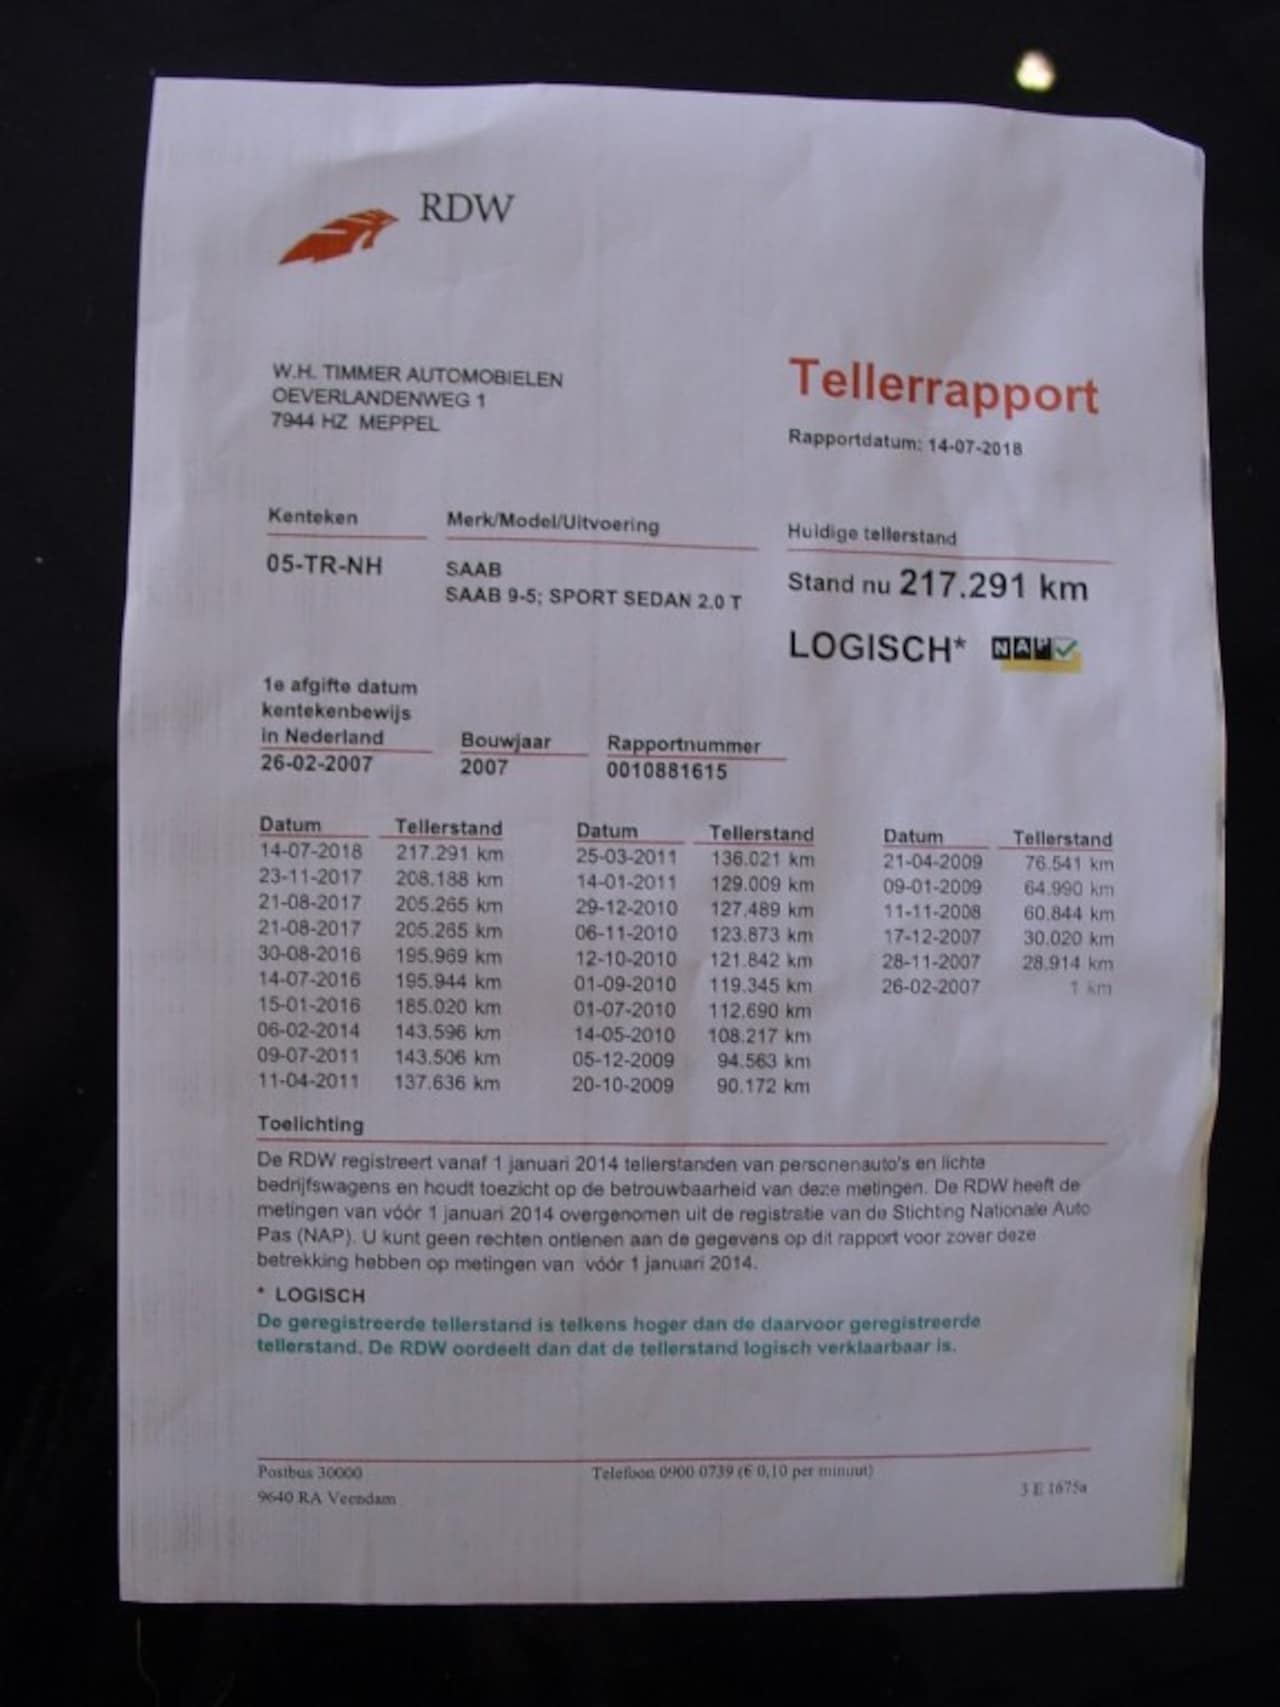 RDW
W.H. TIMMER AUTOMOBIELEN
OEVERLANDENWEG 1
7944 HZ MEPPEL
Tellerrapport
Rapportdatum: 14-07-2018
Kenteken Merk/Model/Uitvoering Huidige tellerstand
05-TR-NH SAAB Stand nu 217.291 km
SAAB 9-5; SPORT SEDAN 2.0 T
LOGISCH* NAP
1e afgifte datum
kentekenbewijs
in Nederland Bouwjaar Rapportnummer
26-02-2007 2007 0010881615
Datum Tellerstand Datum Tellerstand Datum Tellerstand
14-07-2018 217.291 km 25-03-2011 136.021 km 21-04-2009 76.541 km
23-11-2017 208.188 km 14-01-2011 129.009 km 09-01-2009 64.990 km
21-08-2017 205.265 km 29-12-2010 127.489 km 11-11-2008 60.844 km
21-08-2017 205.265 km 06-11-2010 123.873 km 17-12-2007 30.020 km
30-08-2016 195.969 km 12-10-2010 121.842 km 28-11-2007 28.914 km
14-07-2016 195.944 km 01-09-2010 119.345 km 26-02-2007 1 km
15-01-2016 185.020 km 01-07-2010 112.690 km
06-02-2014 143.596 km 14-05-2010 108.217 km
09-07-2011 143.506 km 05-12-2009 94.563 km
11-04-2011 137.636 km 20-10-2009 90.172 km
Toelichting
De RDW registreert vanaf 1 januari 2014 tellerstanden van personenauto's en lichte
bedrijfswagens en houdt toezicht op de betrouwbaarheid van deze metingen. De RDW heeft de
metingen van vóór 1 januari 2014 overgenomen uit de registratie van de Stichting Nationale Auto
Pas (NAP). U kunt geen rechten ontlenen aan de gegevens op dit rapport voor zover deze
betrekking hebben op metingen van vóór 1 januari 2014.
* LOGISCH
De geregistreerde tellerstand is telkens hoger dan de daarvoor geregistreerde
tellerstand. De RDW oordeelt dan dat de tellerstand logisch verklaarbaar is.
Postbus 30000 Telefoon 0900 0739 (€ 0,10 per minuut)
9640 RA Veendam 3 E 1675a